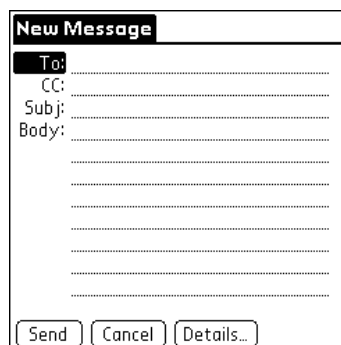 New Message
To:
CC:
Subj:
Body:
Send Cancel Details...